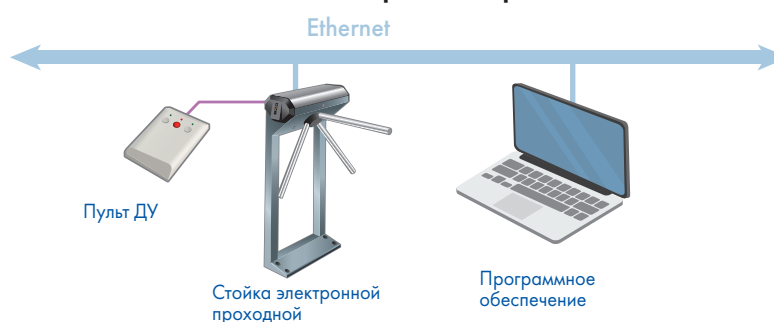 Ethernet
Пульт ДУ
Стойка электронной
проходной
Программное
обеспечение